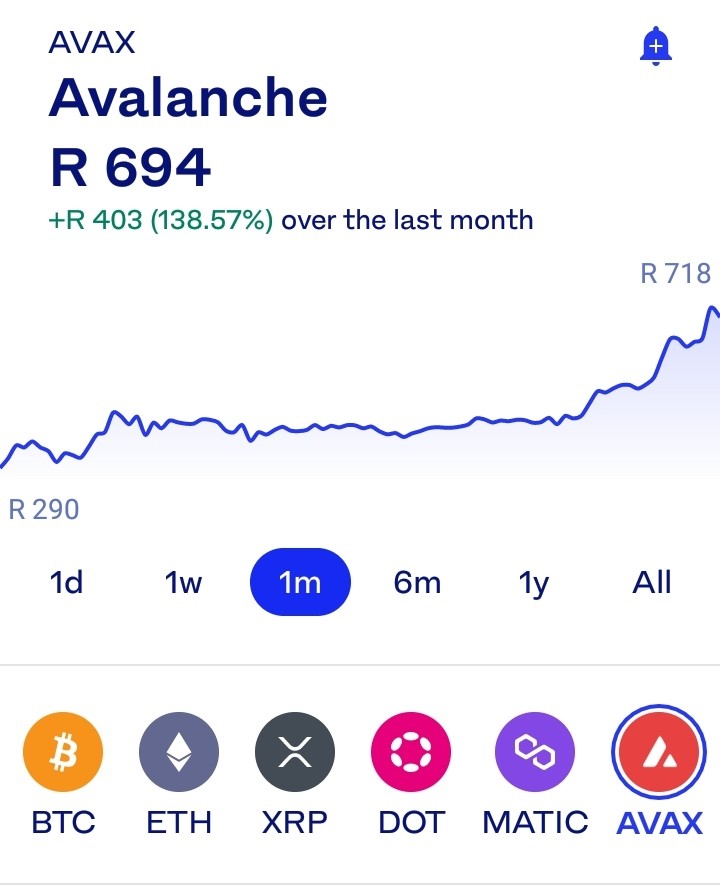 AVAX
Avalanche
R 694
+R 403 (138.57%) over the last month
R 718
R 290
1d 1w 1m 6m 1y All
BTC ETH XRP DOT MATIC AVAX